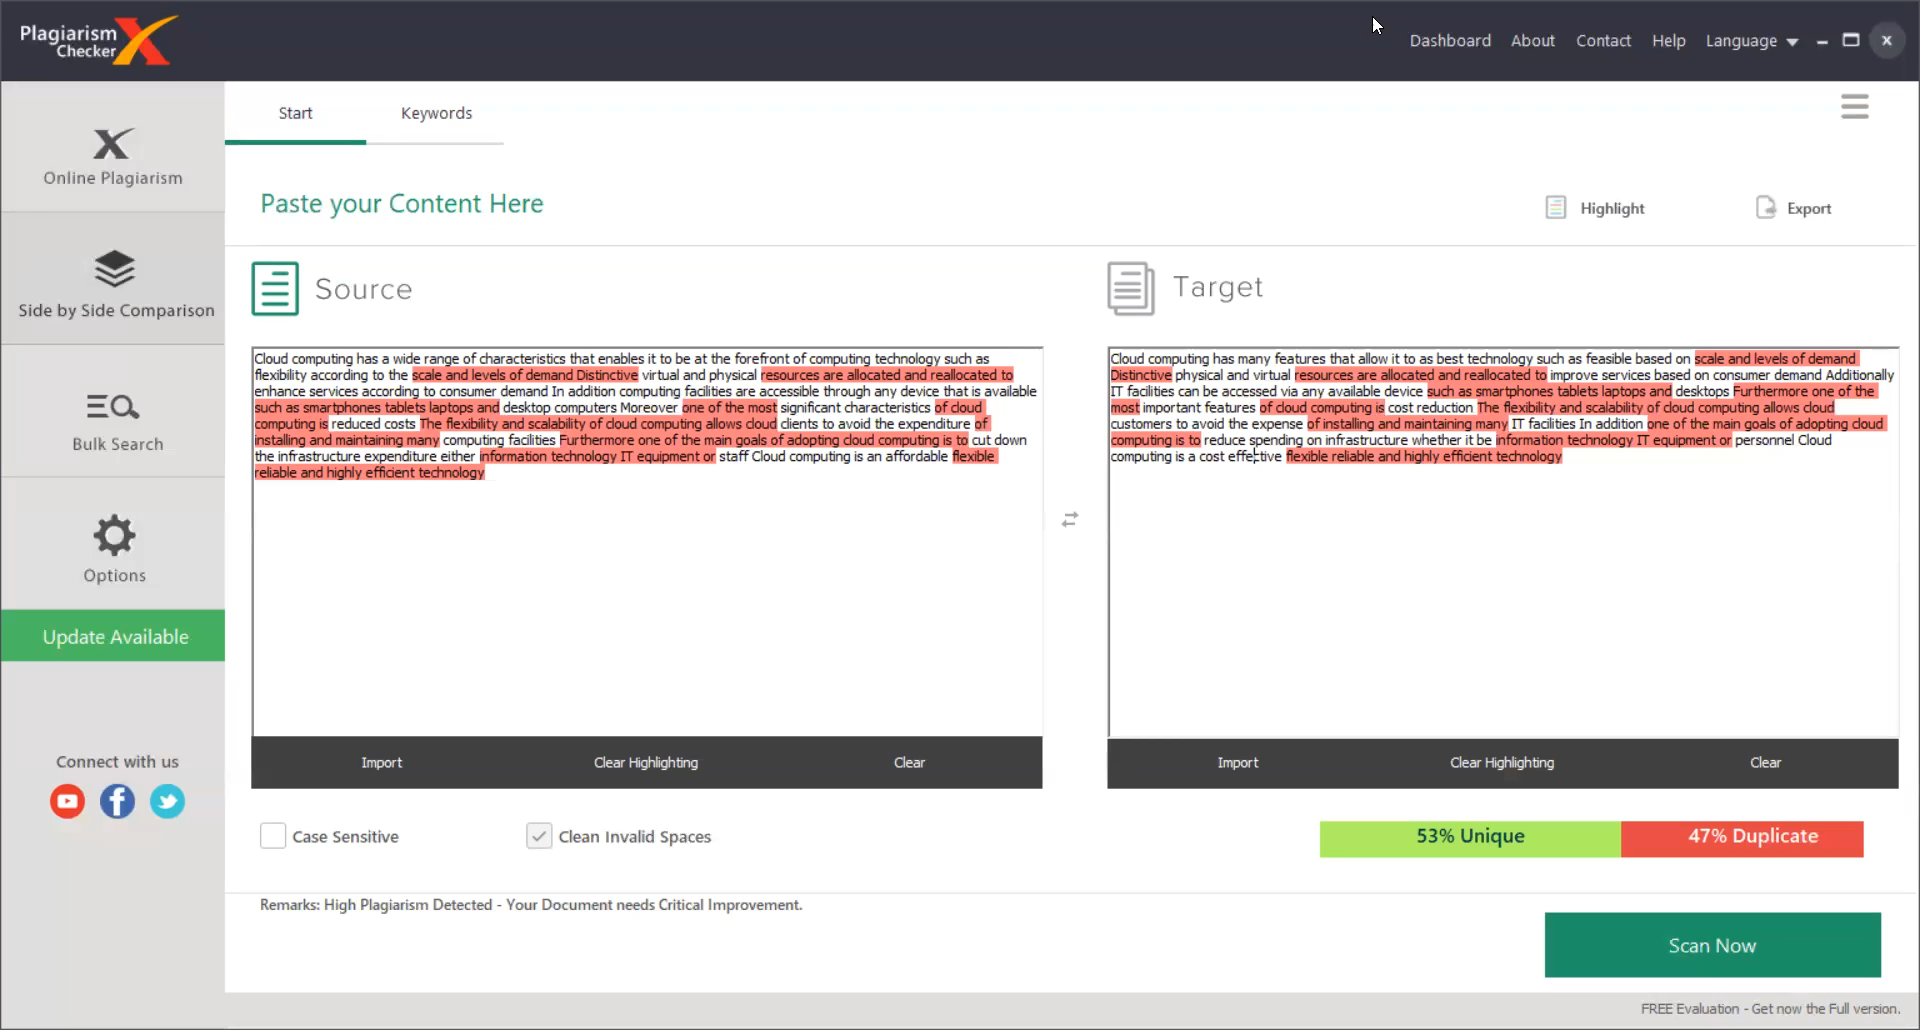 Plagiarism
Checker
Dashboard About Contact Help Language
Start Keywords
Online Plagiarism
Side by Side Comparison
Bulk Search
Options
Update Available
Connect with us
Paste your Content Here
Highlight Export
Source
Cloud computing has a wide range of characteristics that enables it to be at the forefront of computing technology such as
flexibility according to the scale and levels of demand Distinctive virtual and physical resources are allocated and reallocated to
enhance services according to consumer demand In addition computing facilities are accessible through any device that is available
such as smartphones tablets laptops and desktop computers Moreover one of the most significant characteristics of cloud
computing is reduced costs The flexibility and scalability of cloud computing allows cloud clients to avoid the expenditure of
installing and maintaining many computing facilities Furthermore one of the main goals of adopting cloud computing is to cut down
the infrastructure expenditure either information technology IT equipment or staff Cloud computing is an affordable flexible
reliable and highly efficient technology
Import Clear Highlighting Clear
Target
Cloud computing has many features that allow it to as best technology such as feasible based on scale and levels of demand
Distinctive physical and virtual resources are allocated and reallocated to improve services based on consumer demand Additionally
IT facilities can be accessed via any available device such as smartphones tablets laptops and desktops Furthermore one of the
most important features of cloud computing is cost reduction The flexibility and scalability of cloud computing allows cloud
customers to avoid the expense of installing and maintaining many IT facilities In addition one of the main goals of adopting cloud
computing is to reduce spending on infrastructure whether it be information technology IT equipment or personnel Cloud
computing is a cost effective flexible reliable and highly efficient technology
Import Clear Highlighting Clear
Case Sensitive Clean Invalid Spaces
53% Unique 47% Duplicate
Remarks: High Plagiarism Detected - Your Document needs Critical Improvement.
Scan Now
FREE Evaluation - Get now the Full version.